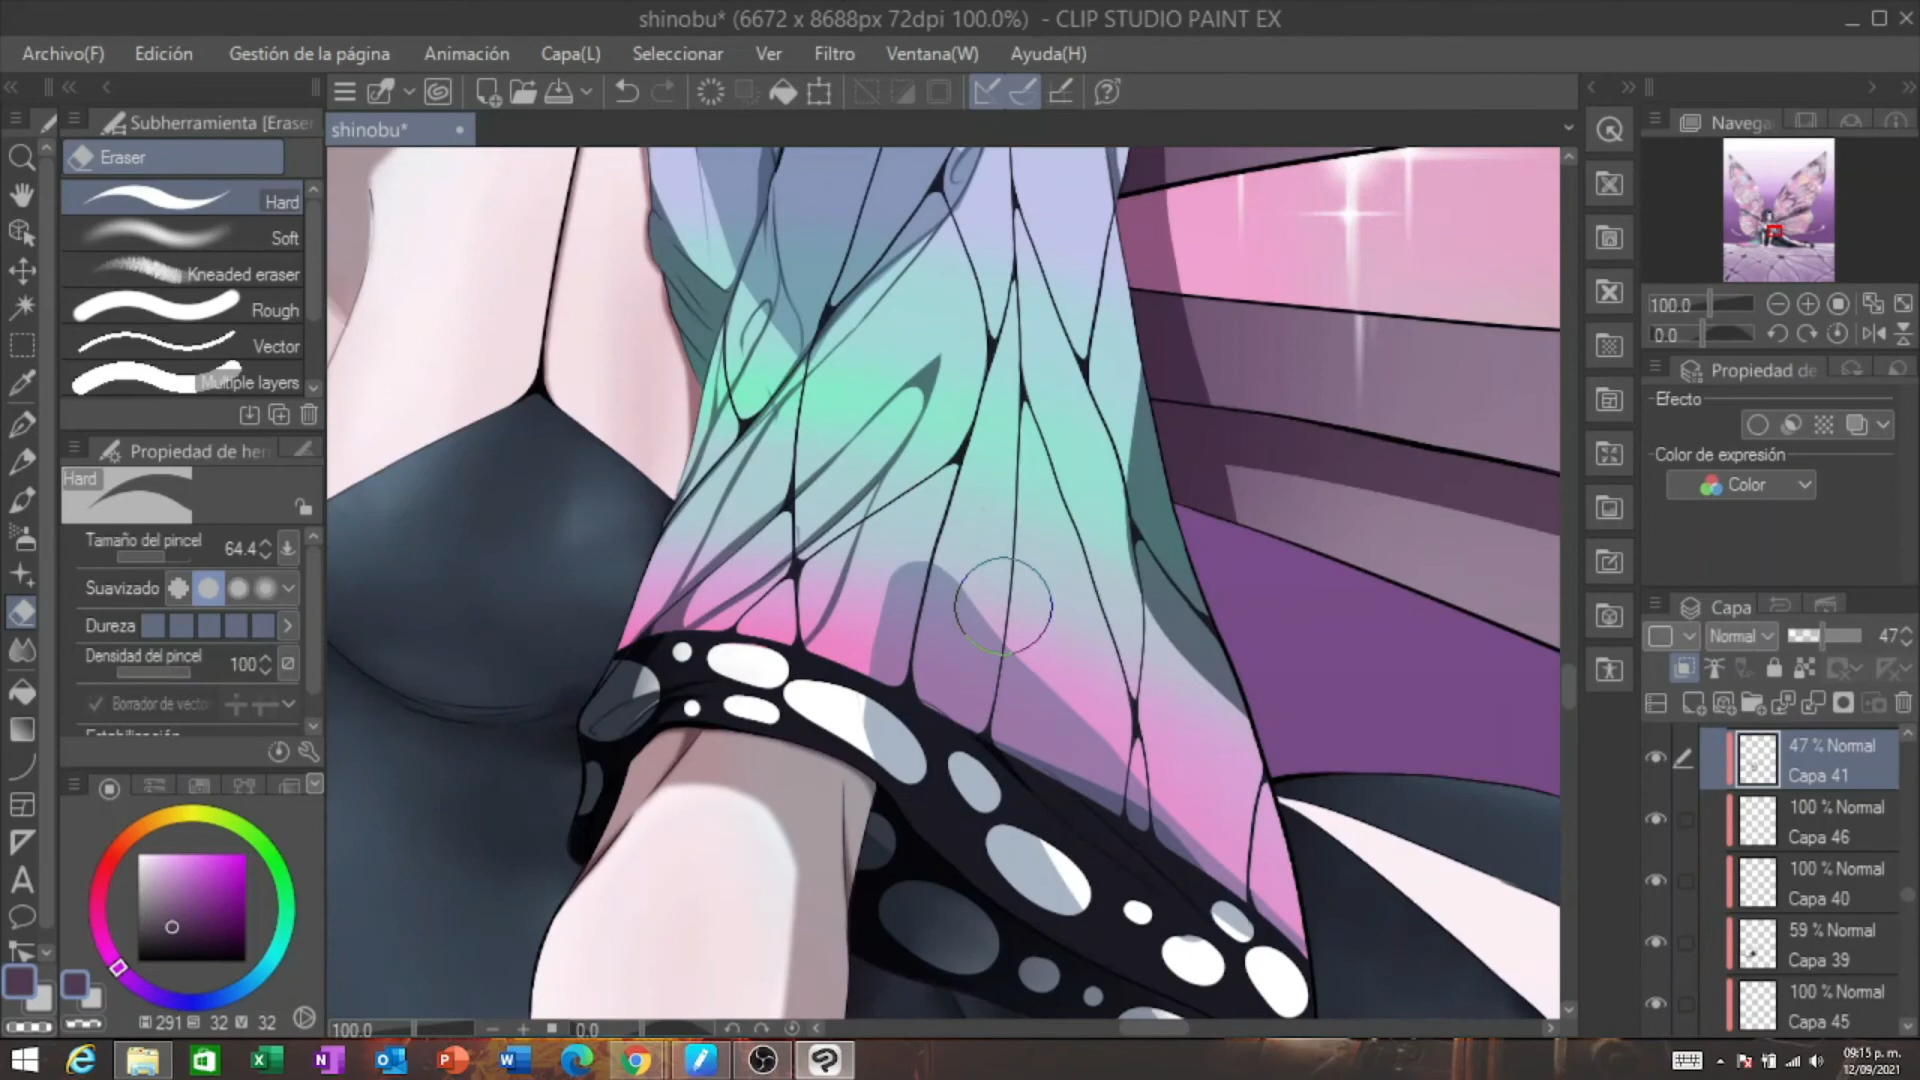 shinobu* (6672 x 8688px 72dpi 100.0%) - CLIP STUDIO PAINT EX
Archivo(F) Edición Gestión de la página Animación Capa(L) Seleccionar Ver Filtro Ventana(W) Ayuda(H)
Subherramienta [Eraser
shinobu*
Eraser
Hard
Soft
Kneaded eraser
Rough
Vector
Multiple layers
Propiedad de her
Hard
Tamaño del pincel 64.4
Suavizado
Dureza
Densidad del pincel 100
Borrador de vecto
H 291 S 32 V 32
100.0 0.0
Navega
100.0
0.0
Propiedad de
Efecto
Color de expresión
Color
Capa
Normal 47
47 % Normal
Capa 41
100 % Normal
Capa 46
100 % Normal
Capa 40
59 % Normal
Capa 39
100 % Normal
Capa 45
09:15 p. m.
12/09/2021